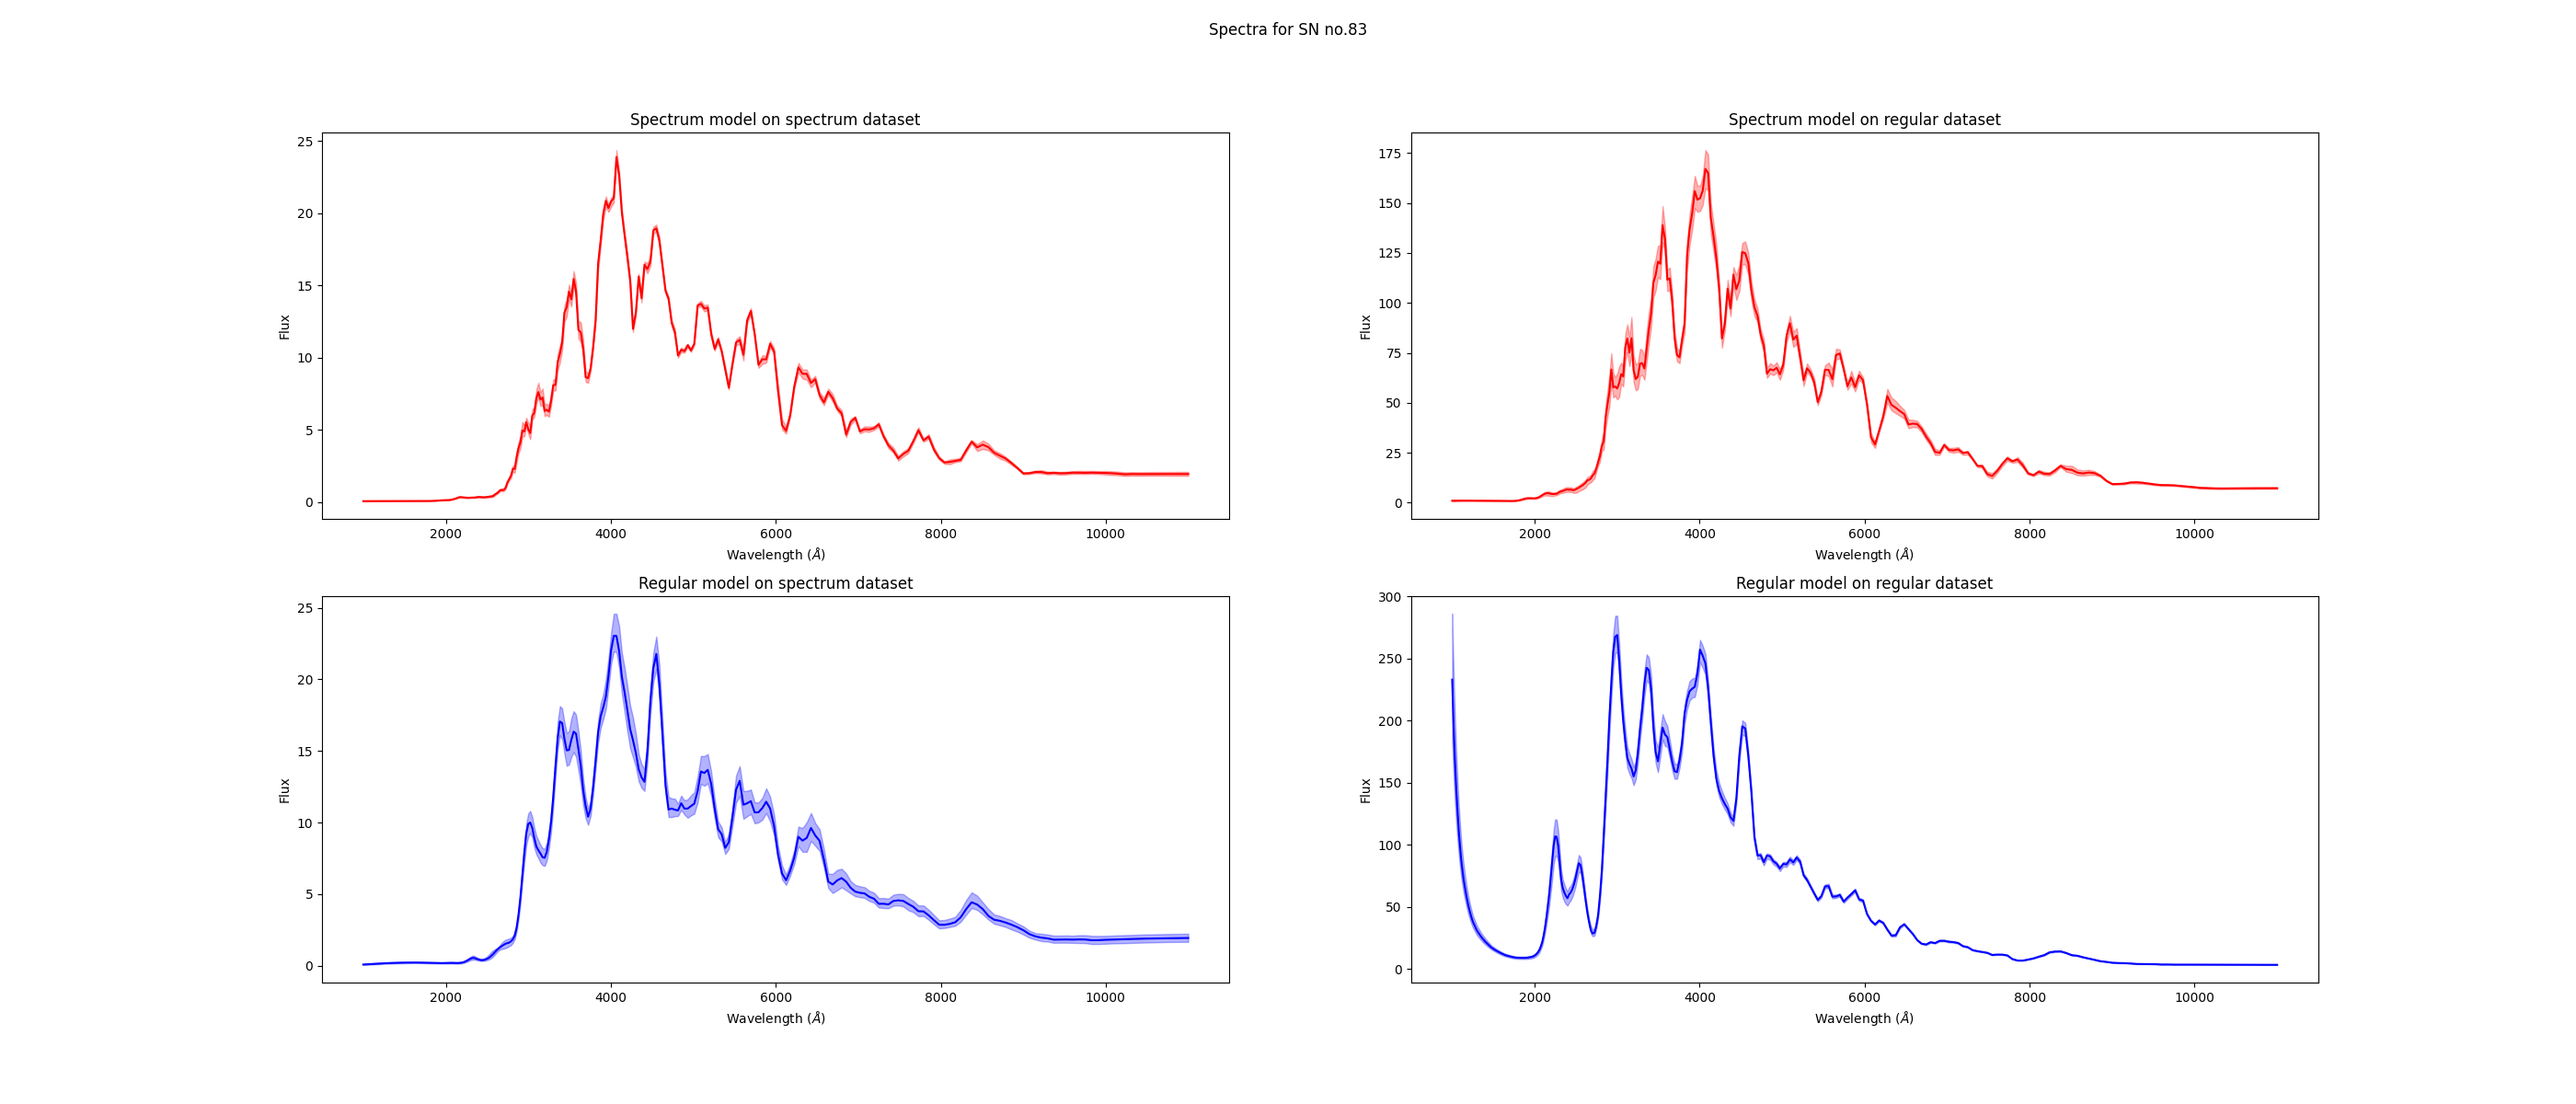 Spectra for SN no.83
Spectrum model on spectrum dataset
25
20
15
10
5
0
Flux
2000 4000 6000 8000 10000
Wavelength (Å)
Spectrum model on regular dataset
175
150
125
100
75
50
25
0
Flux
2000 4000 6000 8000 10000
Wavelength (Å)
Regular model on spectrum dataset
25
20
15
10
5
0
Flux
2000 4000 6000 8000 10000
Wavelength (Å)
Regular model on regular dataset
300
250
200
150
100
50
0
Flux
2000 4000 6000 8000 10000
Wavelength (Å)